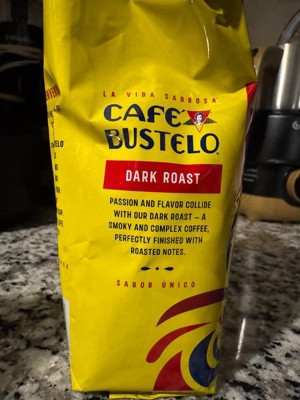 LA VIDA SABROSA
CAFÉ
BUSTELO
DARK ROAST
PASSION AND FLAVOR COLLIDE
WITH OUR DARK ROAST – A
SMOKY AND COMPLEX COFFEE,
PERFECTLY FINISHED WITH
ROASTED NOTES.
SABOR ÚNICO